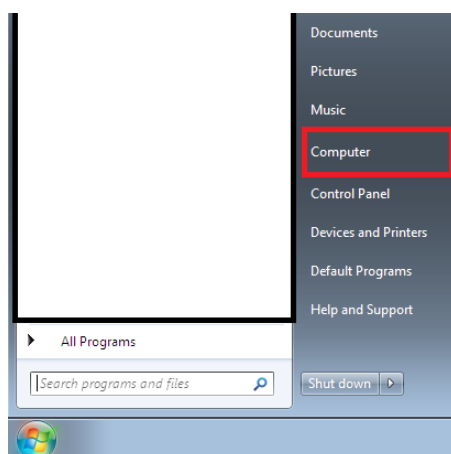 Documents
Pictures
Music
Computer
Control Panel
Devices and Printers
Default Programs
Help and Support
All Programs
Search programs and files
Shut down